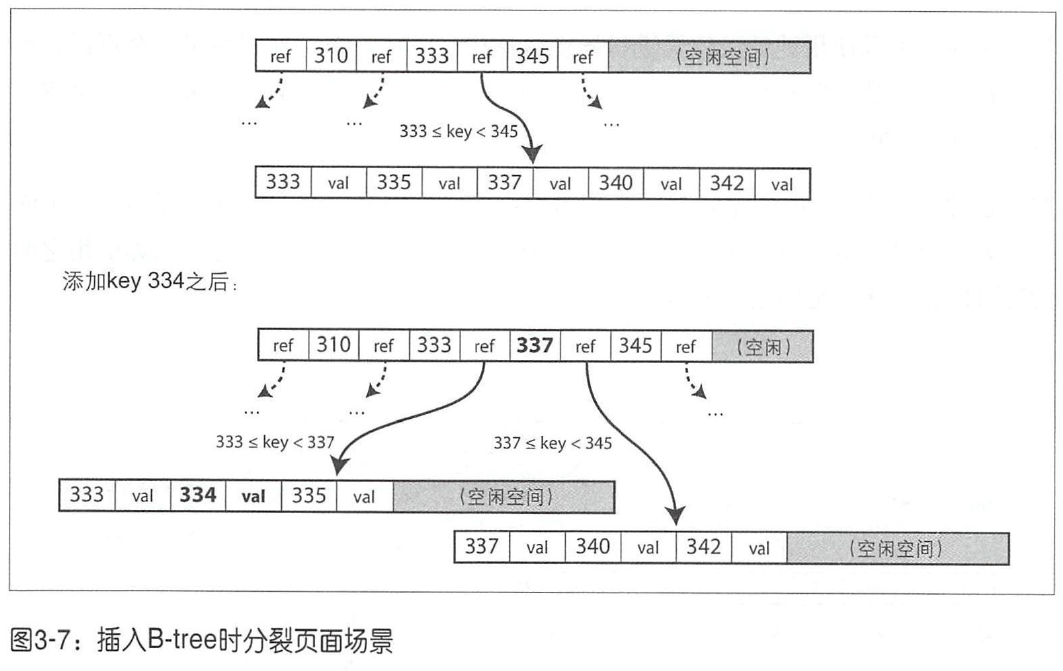 ref 310 ref 333 ref 345 ref (空闲空间)
... ... ...
333 ≤ key < 345
333 val 335 val 337 val 340 val 342 val
添加key 334之后:
ref 310 ref 333 ref 337 ref 345 ref (空闲)
... ... ...
333 ≤ key < 337 337 ≤ key < 345
333 val 334 val 335 val (空闲空间)
337 val 340 val 342 val (空闲空间)
图3-7：插入B-tree时分裂页面场景